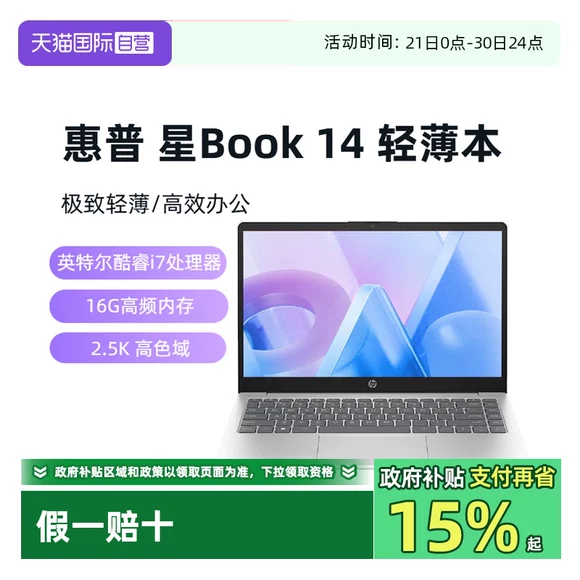 天猫国际自营
活动时间: 21日0点-30日24点
惠普 星Book 14 轻薄本
极致轻薄/高效办公
英特尔酷睿i7处理器
16G高频内存
2.5K 高色域
hp
政府补贴区域和政策以领取页面为准，下拉领取资格
政府补贴 支付再省
假一赔十
15%起